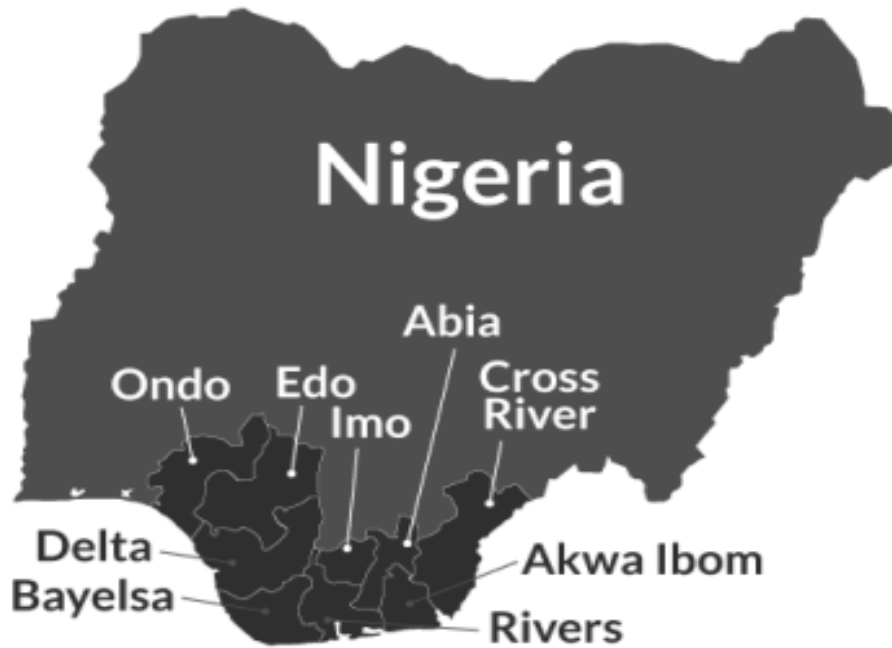 Nigeria
Abia
Ondo
Edo
Imo
Cross
River
Delta
Bayelsa
Akwa Ibom
Rivers